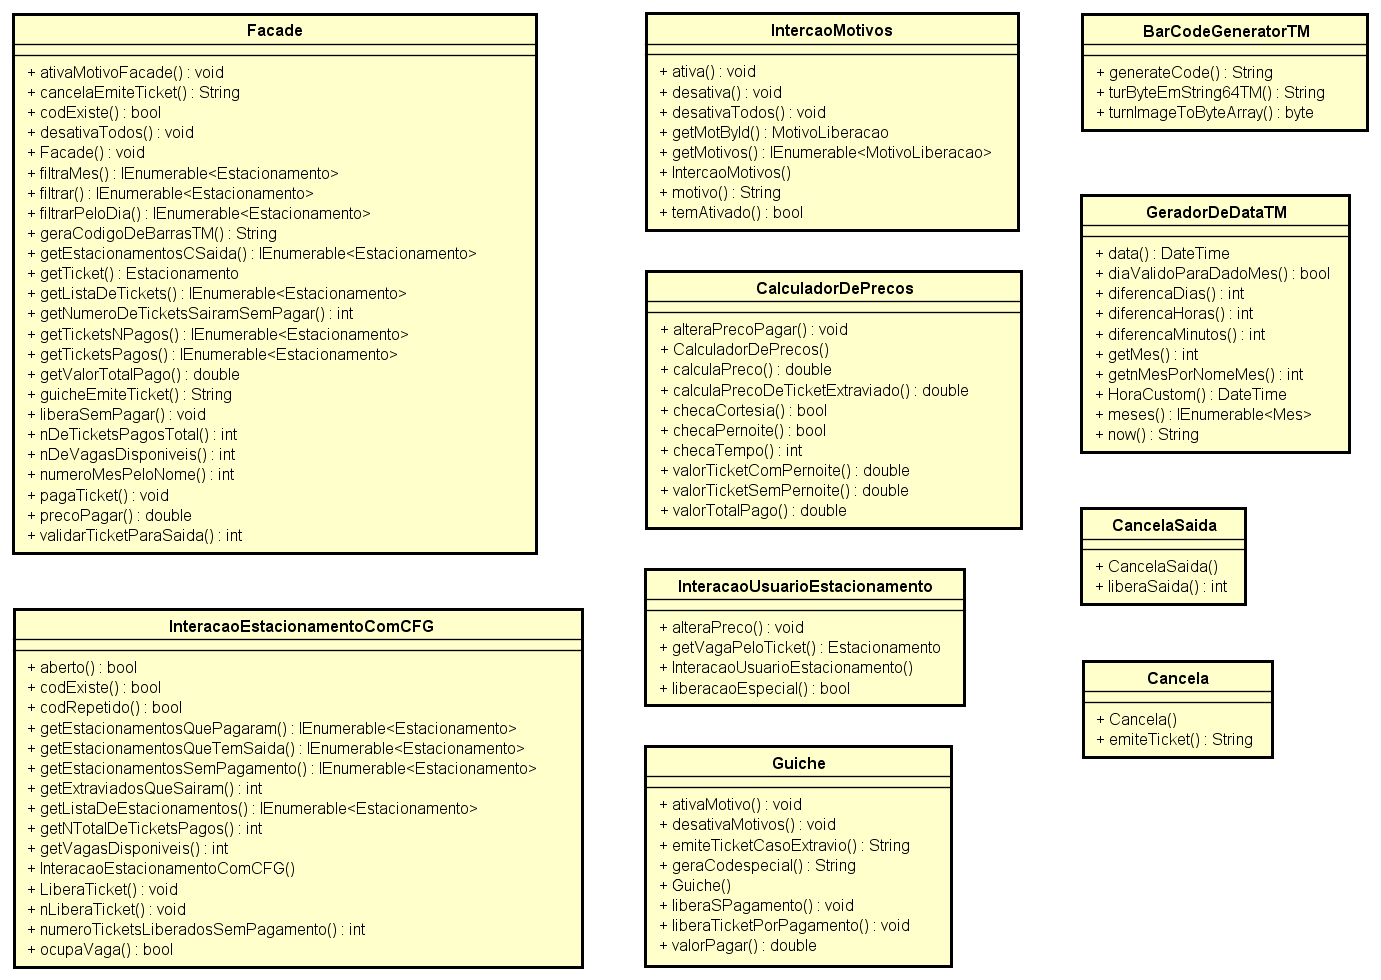 Facade
+ ativaMotivoFacade() : void
+ cancelaEmiteTicket() : String
+ codExiste() : bool
+ desativaTodos() : void
+ Facade() : void
+ filtraMes() : IEnumerable<Estacionamento>
+ filtrar() : IEnumerable<Estacionamento>
+ filtrarPeloDia() : IEnumerable<Estacionamento>
+ geraCodigoDeBarrasTM() : String
+ getEstacionamentosCSaida() : IEnumerable<Estacionamento>
+ getTicket() : Estacionamento
+ getListaDeTickets() : IEnumerable<Estacionamento>
+ getNumeroDeTicketsSairamSemPagar() : int
+ getTicketsNPagos() : IEnumerable<Estacionamento>
+ getTicketsPagos() : IEnumerable<Estacionamento>
+ getValorTotalPago() : double
+ guicheEmiteTicket() : String
+ liberaSemPagar() : void
+ nDeTicketsPagosTotal() : int
+ nDeVagasDisponiveis() : int
+ numeroMesPeloNome() : int
+ pagaTicket() : void
+ precoPagar() : double
+ validarTicketParaSaida() : int
InteracaoEstacionamentoComCFG
+ aberto() : bool
+ codExiste() : bool
+ codRepetido() : bool
+ getEstacionamentosQuePagaram() : IEnumerable<Estacionamento>
+ getEstacionamentosQueTemSaida() : IEnumerable<Estacionamento>
+ getEstacionamentosSemPagamento() : IEnumerable<Estacionamento>
+ getExtraviadosQueSairam() : int
+ getListaDeEstacionamentos() : IEnumerable<Estacionamento>
+ getNTotalDeTicketsPagos() : int
+ getVagasDisponiveis() : int
+ InteracaoEstacionamentoComCFG()
+ LiberaTicket() : void
+ nLiberaTicket() : void
+ numeroTicketsLiberadosSemPagamento() : int
+ ocupaVaga() : bool
IntercaoMotivos
+ ativa() : void
+ desativa() : void
+ desativaTodos() : void
+ getMotById() : MotivoLiberacao
+ getMotivos() : IEnumerable<MotivoLiberacao>
+ IntercaoMotivos()
+ motivo() : String
+ temAtivado() : bool
CalculadorDePrecos
+ alteraPrecoPagar() : void
+ CalculadorDePrecos()
+ calculaPreco() : double
+ calculaPrecoDeTicketExtraviado() : double
+ checaCortesia() : bool
+ checaPernoite() : bool
+ checaTempo() : int
+ valorTicketComPernoite() : double
+ valorTicketSemPernoite() : double
+ valorTotalPago() : double
InteracaoUsuarioEstacionamento
+ alteraPreco() : void
+ getVagaPeloTicket() : Estacionamento
+ InteracaoUsuarioEstacionamento()
+ liberacaoEspecial() : bool
Guiche
+ ativaMotivo() : void
+ desativaMotivos() : void
+ emiteTicketCasoExtravio() : String
+ geraCodespecial() : String
+ Guiche()
+ liberaSPagamento() : void
+ liberaTicketPorPagamento() : void
+ valorPagar() : double
BarCodeGeneratorTM
+ generateCode() : String
+ turByteEmString64TM() : String
+ turnImageToByteArray() : byte
GeradorDeDataTM
+ data() : DateTime
+ diaValidoParaDadoMes() : bool
+ diferencaDias() : int
+ diferencaHoras() : int
+ diferencaMinutos() : int
+ getMes() : int
+ getnMesPorNomeMes() : int
+ HoraCustom() : DateTime
+ meses() : IEnumerable<Mes>
+ now() : String
CancelaSaida
+ CancelaSaida()
+ liberaSaida() : int
Cancela
+ Cancela()
+ emiteTicket() : String